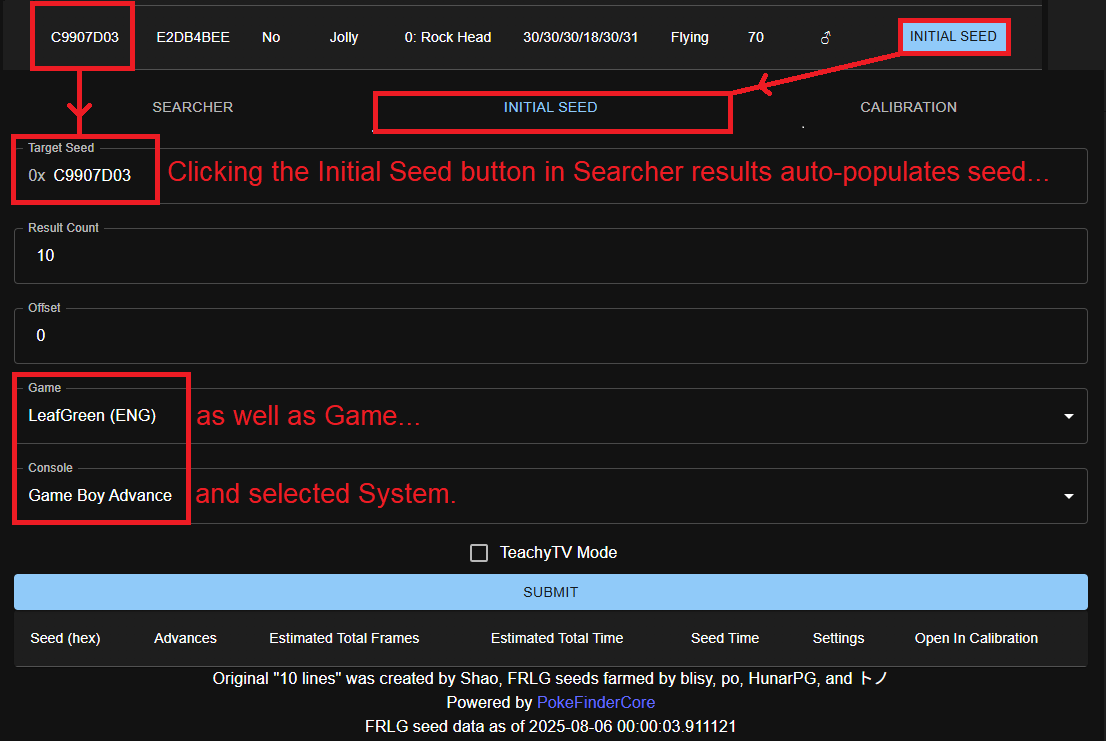 C9907D03 E2DB4BEE No Jolly 0: Rock Head 30/30/30/18/30/31 Flying 70 ♂ INITIAL SEED
SEARCHER INITIAL SEED CALIBRATION
Target Seed
0x C9907D03 Clicking the Initial Seed button in Searcher results auto-populates seed...
Result Count
10
Offset
0
Game
LeafGreen (ENG) as well as Game...
Console
Game Boy Advance and selected System.
TeachyTV Mode
SUBMIT
Seed (hex) Advances Estimated Total Frames Estimated Total Time Seed Time Settings Open In Calibration
Original "10 lines" was created by Shao, FRLG seeds farmed by blisy, po, HunarPG, and トノ
Powered by PokeFinderCore
FRLG seed data as of 2025-08-06 00:00:03.911121